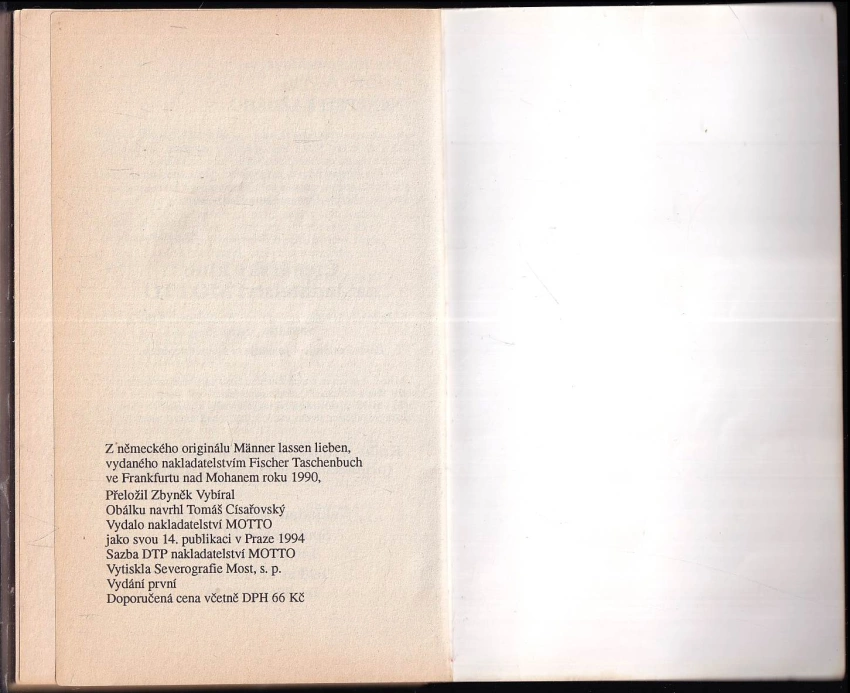 Z německého originálu Männer lassen lieben,
vydaného nakladatelstvím Fischer Taschenbuch
ve Frankfurtu nad Mohanem roku 1990,
Přeložil Zbyněk Vybíral
Obálku navrhl Tomáš Císařovský
Vydalo nakladatelství MOTTO
jako svou 14. publikaci v Praze 1994
Sazba DTP nakladatelství MOTTO
Vytiskla Severografie Most, s. p.
Vydání první
Doporučená cena včetně DPH 66 Kč